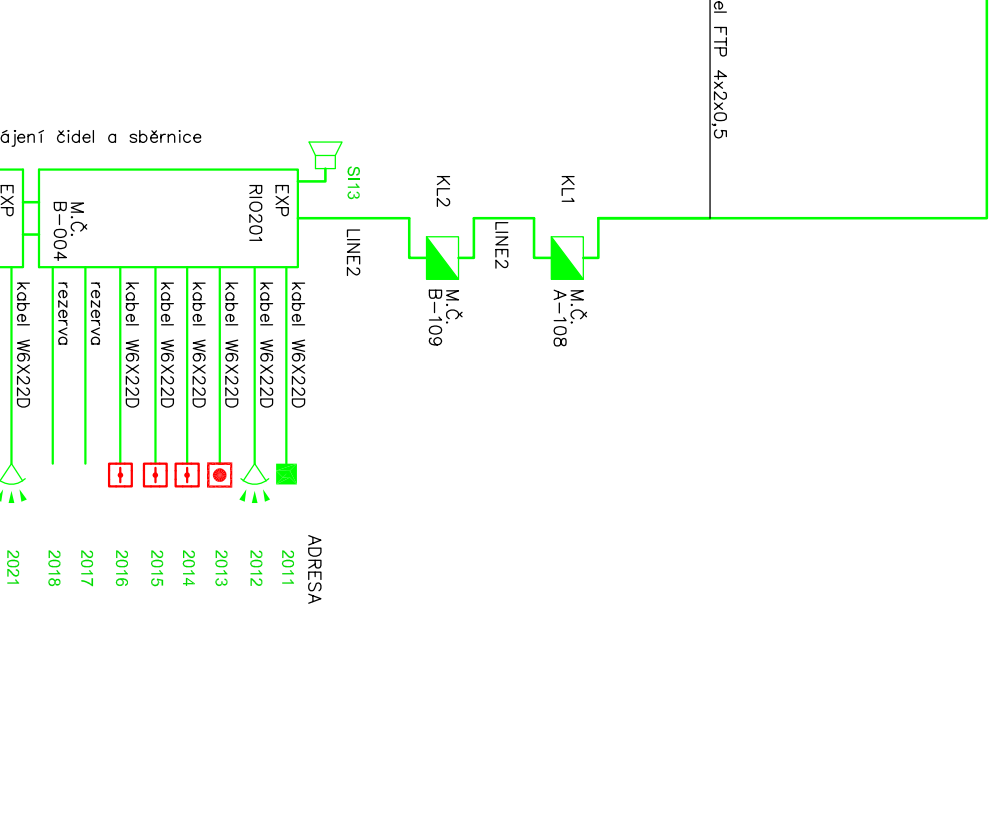 el FTP 4x2x0,5
ájení čidel a sběrnice
SI13
KL2
KL1
EXP
M.Č.
B-004
RIO201
EXP
LINE2
LINE2
M.Č.
B-109
M.Č.
A-108
kabel W6X22D
rezerva
rezerva
kabel W6X22D
kabel W6X22D
kabel W6X22D
kabel W6X22D
kabel W6X22D
kabel W6X22D
ADRESA
2021
2018
2017
2016
2015
2014
2013
2012
2011